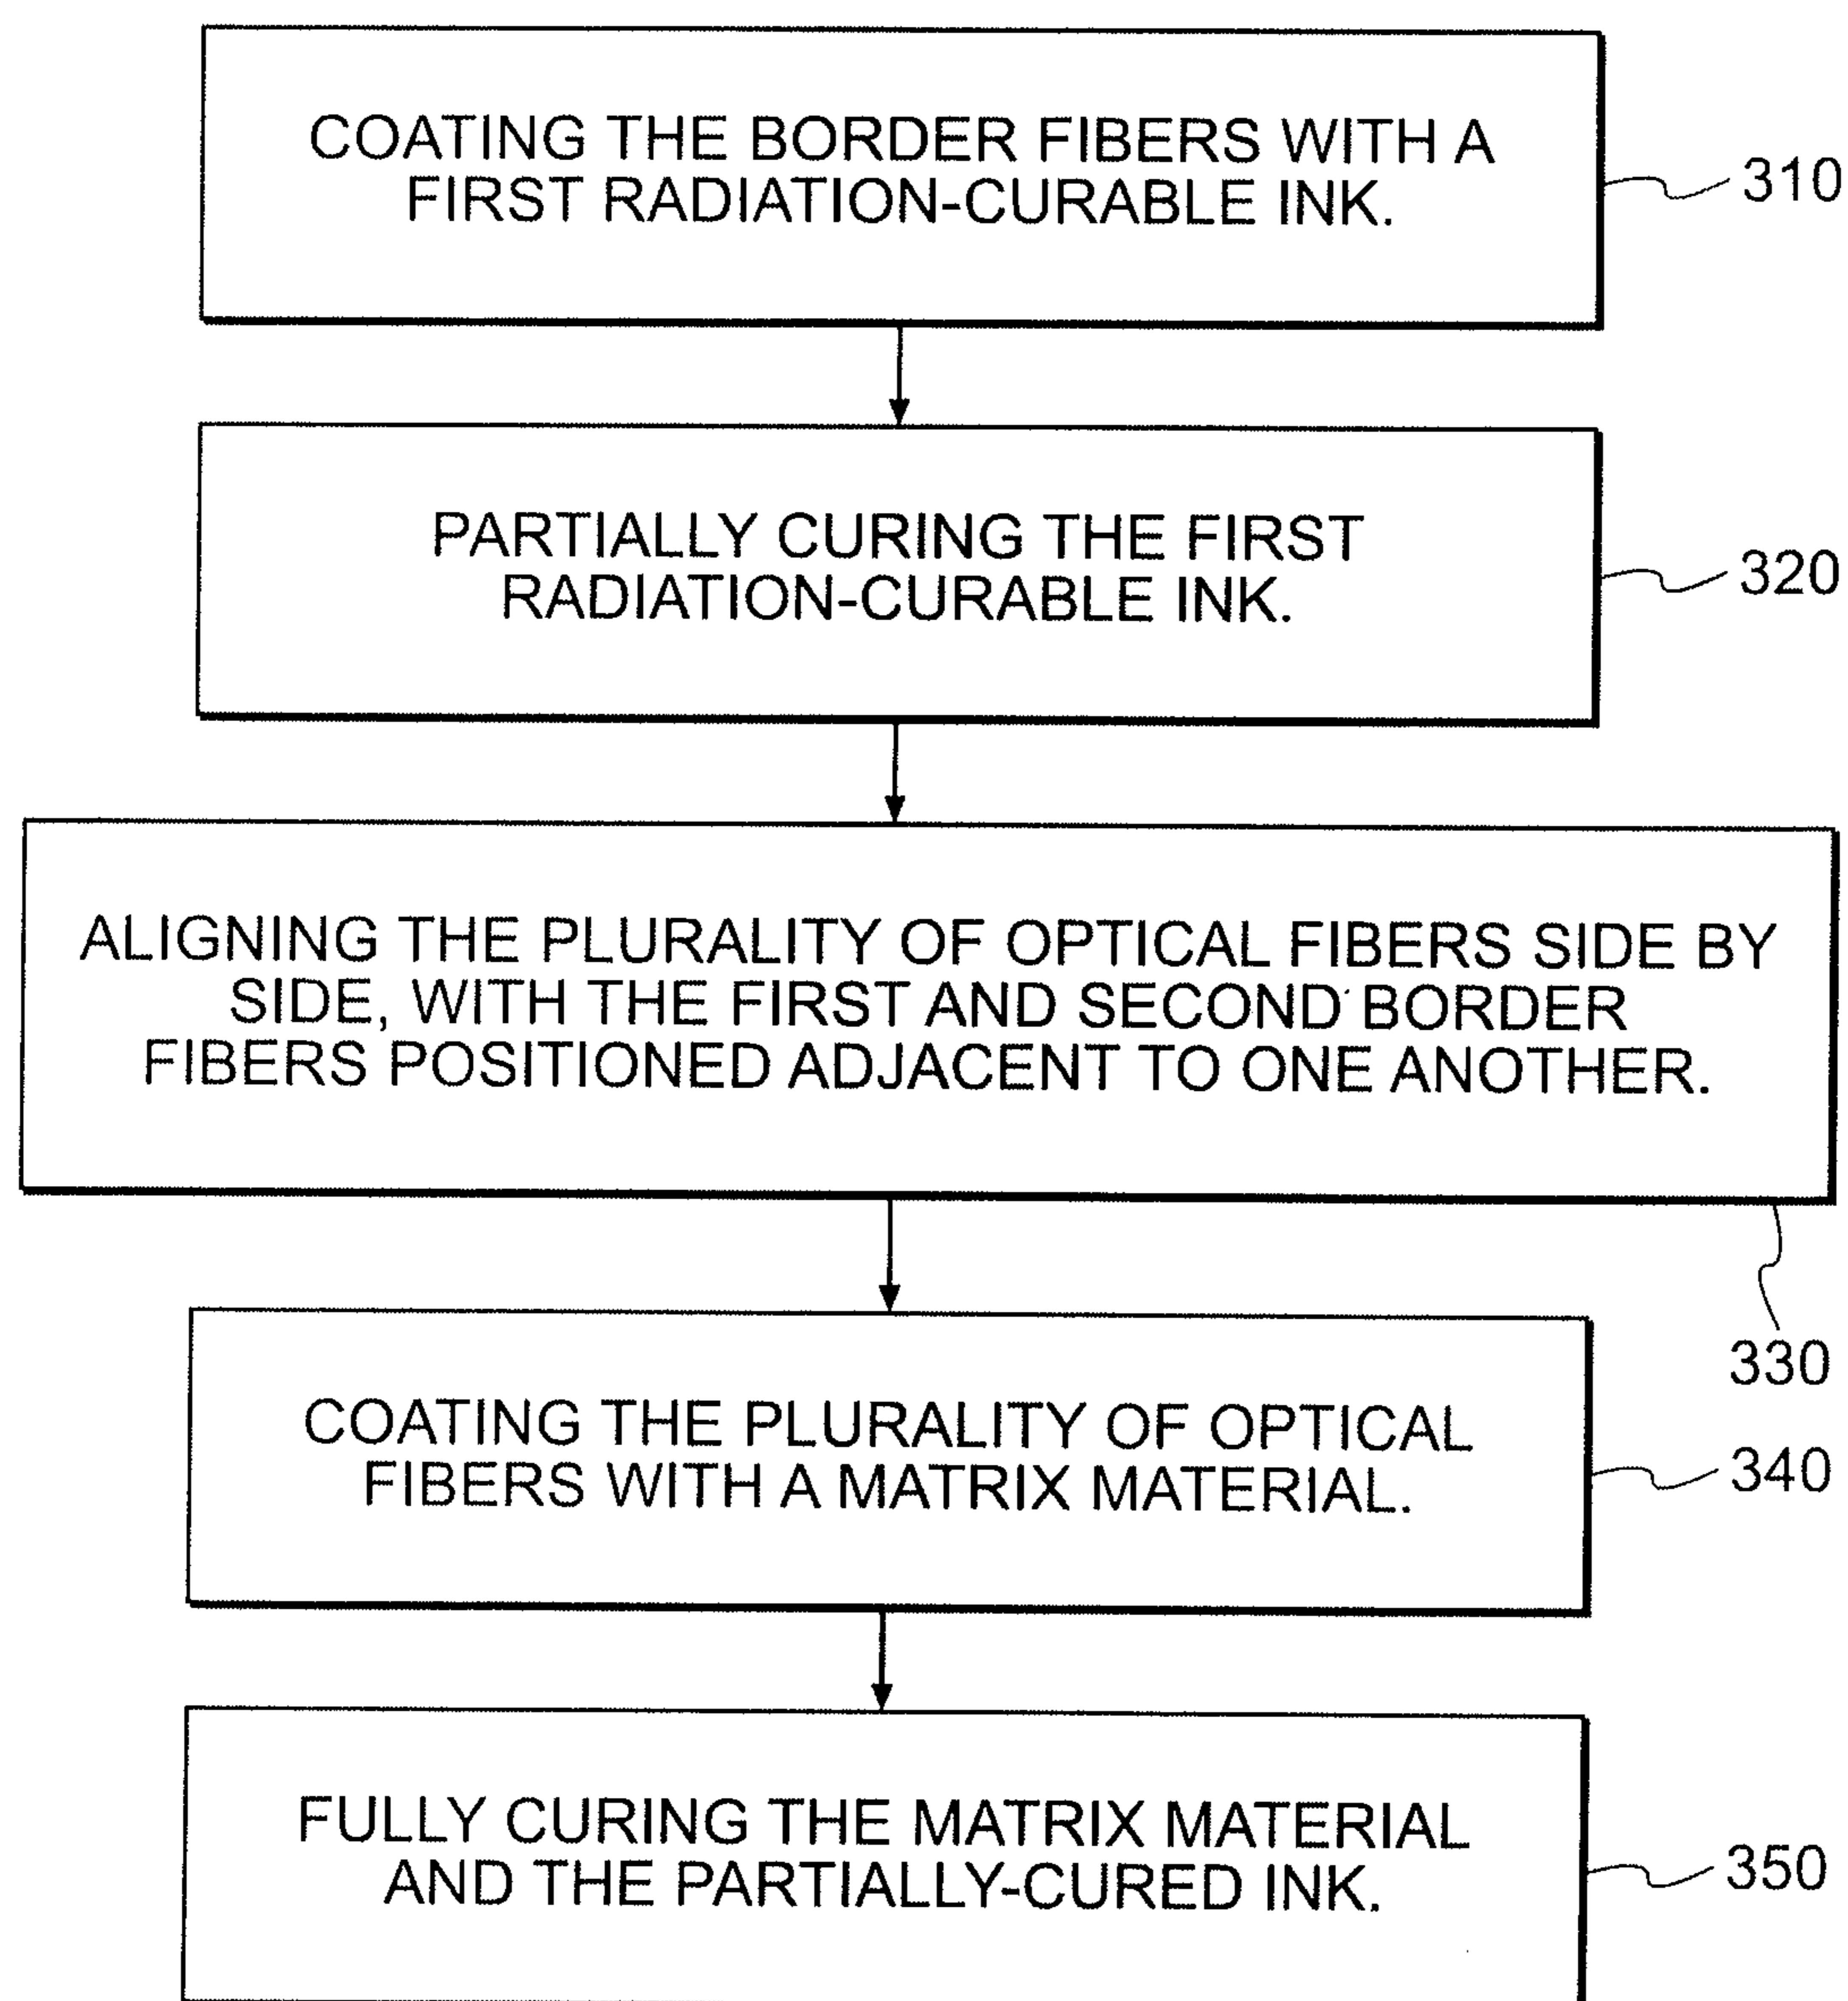 COATING THE BORDER FIBERS WITH A
FIRST RADIATION-CURABLE INK.
310
PARTIALLY CURING THE FIRST
RADIATION-CURABLE INK.
320
ALIGNING THE PLURALITY OF OPTICAL FIBERS SIDE BY
SIDE, WITH THE FIRST AND SECOND BORDER
FIBERS POSITIONED ADJACENT TO ONE ANOTHER.
330
COATING THE PLURALITY OF OPTICAL
FIBERS WITH A MATRIX MATERIAL.
340
FULLY CURING THE MATRIX MATERIAL
AND THE PARTIALLY-CURED INK.
350